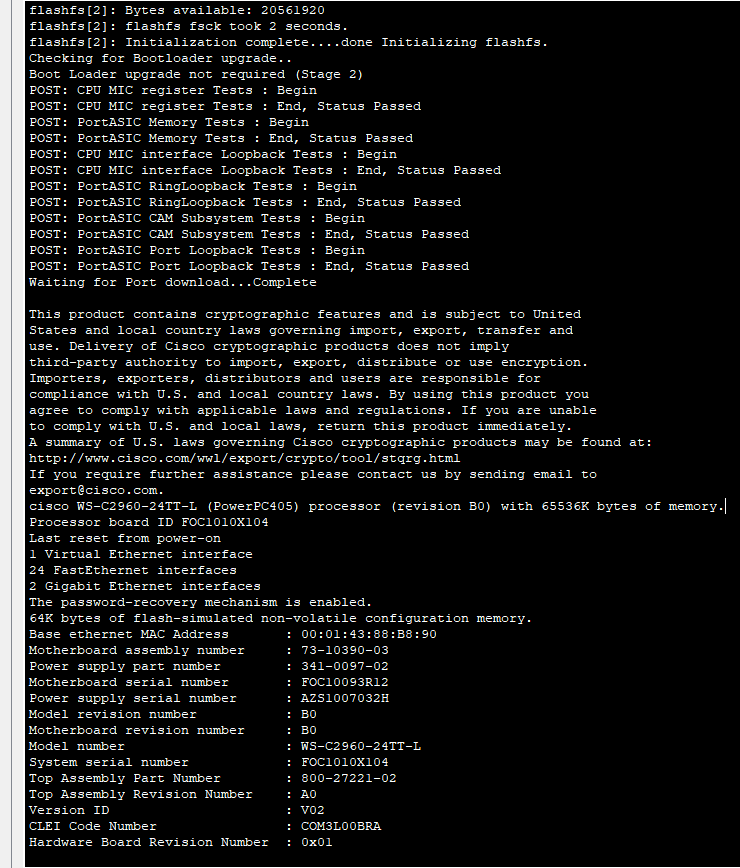 flashfs[2]: Bytes available: 20561920
flashfs[2]: flashfs fsck took 2 seconds.
flashfs[2]: Initialization complete....done Initializing flashfs.
Checking for Bootloader upgrade..
Boot Loader upgrade not required (Stage 2)
POST: CPU MIC register Tests : Begin
POST: CPU MIC register Tests : End, Status Passed
POST: PortASIC Memory Tests : Begin
POST: PortASIC Memory Tests : End, Status Passed
POST: CPU MIC interface Loopback Tests : Begin
POST: CPU MIC interface Loopback Tests : End, Status Passed
POST: PortASIC RingLoopback Tests : Begin
POST: PortASIC RingLoopback Tests : End, Status Passed
POST: PortASIC CAM Subsystem Tests : Begin
POST: PortASIC CAM Subsystem Tests : End, Status Passed
POST: PortASIC Port Loopback Tests : Begin
POST: PortASIC Port Loopback Tests : End, Status Passed
Waiting for Port download...Complete
This product contains cryptographic features and is subject to United
States and local country laws governing import, export, transfer and
use. Delivery of Cisco cryptographic products does not imply
third-party authority to import, export, distribute or use encryption.
Importers, exporters, distributors and users are responsible for
compliance with U.S. and local country laws. By using this product you
agree to comply with applicable laws and regulations. If you are unable
to comply with U.S. and local laws, return this product immediately.
A summary of U.S. laws governing Cisco cryptographic products may be found at:
http://www.cisco.com/wwl/export/crypto/tool/stqrg.html
If you require further assistance please contact us by sending email to
export@cisco.com.
cisco WS-C2960-24TT-L (PowerPC405) processor (revision B0) with 65536K bytes of memory.
Processor board ID FOC1010X104
Last reset from power-on
1 Virtual Ethernet interface
24 FastEthernet interfaces
2 Gigabit Ethernet interfaces
The password-recovery mechanism is enabled.
64K bytes of flash-simulated non-volatile configuration memory.
Base ethernet MAC Address : 00:01:43:88:B8:90
Motherboard assembly number : 73-10390-03
Power supply part number : 341-0097-02
Motherboard serial number : FOC10093R12
Power supply serial number : AZS1007032H
Model revision number : B0
Motherboard revision number : B0
Model number : WS-C2960-24TT-L
System serial number : FOC1010X104
Top Assembly Part Number : 800-27221-02
Top Assembly Revision Number : A0
Version ID : V02
CLEI Code Number : COM3L00BRA
Hardware Board Revision Number : 0x01